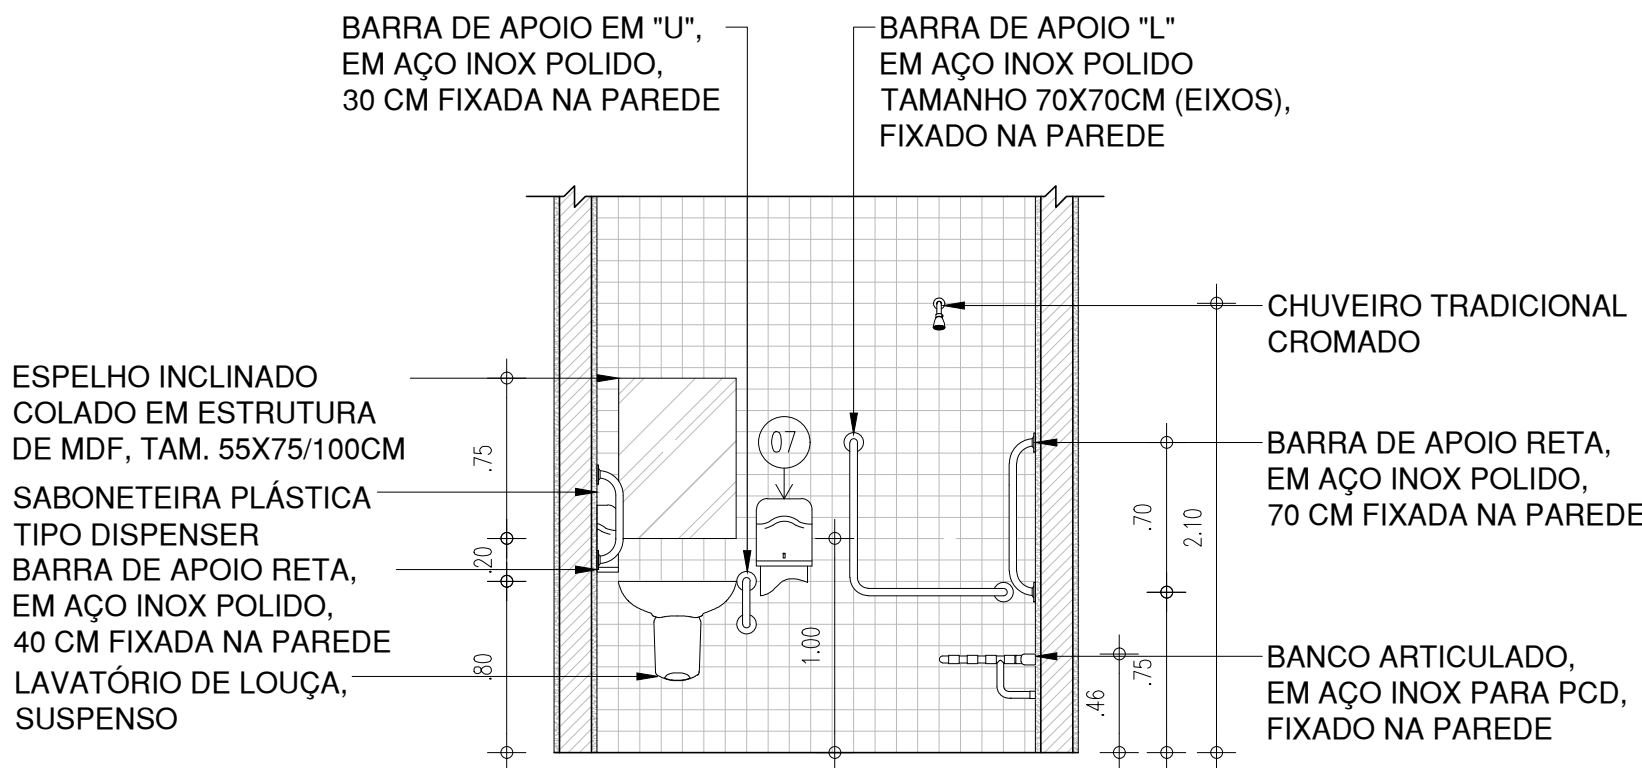 BARRA DE APOIO EM "U",
EM AÇO INOX POLIDO,
30 CM FIXADA NA PAREDE
BARRA DE APOIO "L"
EM AÇO INOX POLIDO
TAMANHO 70X70CM (EIXOS),
FIXADO NA PAREDE
CHUVEIRO TRADICIONAL
CROMADO
ESPELHO INCLINADO
COLADO EM ESTRUTURA
DE MDF, TAM. 55X75/100CM
SABONETEIRA PLÁSTICA
TIPO DISPENSER
BARRA DE APOIO RETA,
EM AÇO INOX POLIDO,
40 CM FIXADA NA PAREDE
LAVATÓRIO DE LOUÇA,
SUSPENSO
.75
.20
.80
07
1.00
BARRA DE APOIO RETA,
EM AÇO INOX POLIDO,
70 CM FIXADA NA PAREDE
.70
2.10
.75
.46
BANCO ARTICULADO,
EM AÇO INOX PARA PCD,
FIXADO NA PAREDE